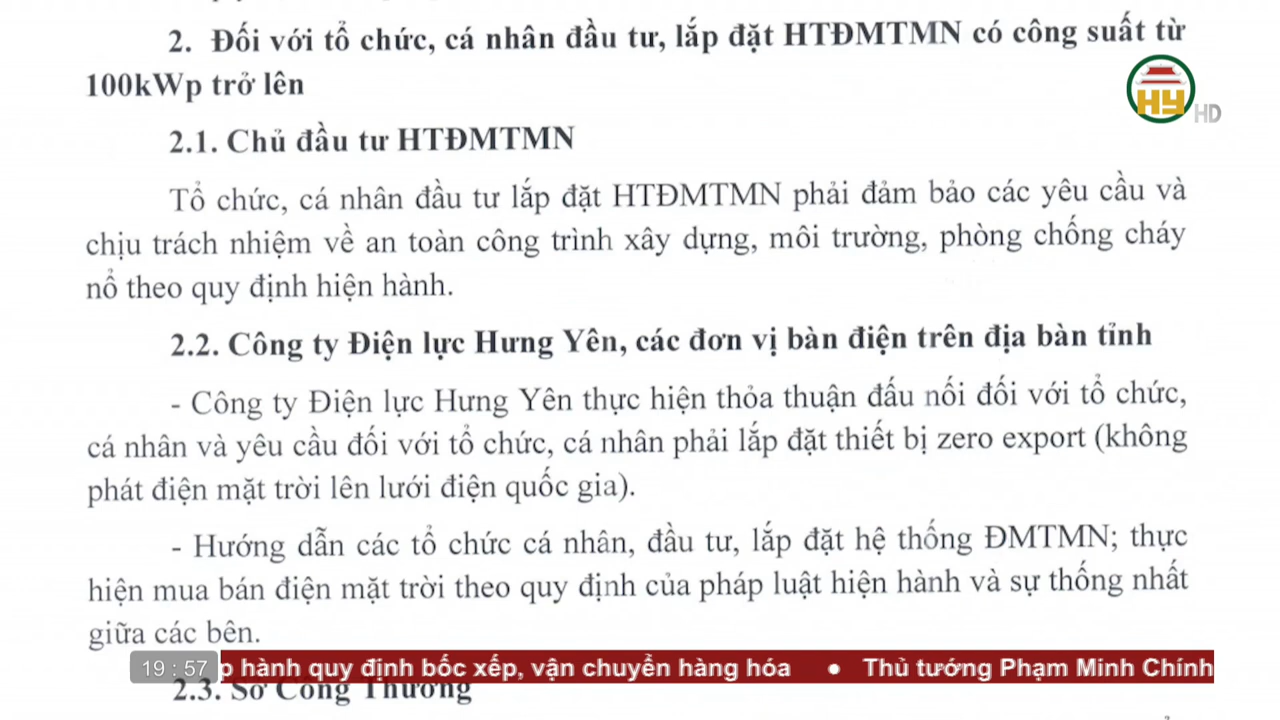 2. Đối với tổ chức, cá nhân đầu tư, lắp đặt HTĐMTMN có công suất từ
100kWp trở lên
HY HD
2.1. Chủ đầu tư HTĐMTMN
Tổ chức, cá nhân đầu tư lắp đặt HTĐMTMN phải đảm bảo các yêu cầu và
chịu trách nhiệm về an toàn công trình xây dựng, môi trường, phòng chống cháy
nổ theo quy định hiện hành.
2.2. Công ty Điện lực Hưng Yên, các đơn vị bàn điện trên địa bàn tỉnh
- Công ty Điện lực Hưng Yên thực hiện thỏa thuận đấu nối đối với tổ chức,
cá nhân và yêu cầu đối với tổ chức, cá nhân phải lắp đặt thiết bị zero export (không
phát điện mặt trời lên lưới điện quốc gia).
- Hướng dẫn các tổ chức cá nhân, đầu tư, lắp đặt hệ thống ĐMTMN; thực
hiện mua bán điện mặt trời theo quy định của pháp luật hiện hành và sự thống nhất
giữa các bên.
19 : 57 p hành quy định bốc xếp, vận chuyển hàng hóa ● Thủ tướng Phạm Minh Chính
2.3. Sở Công Thương